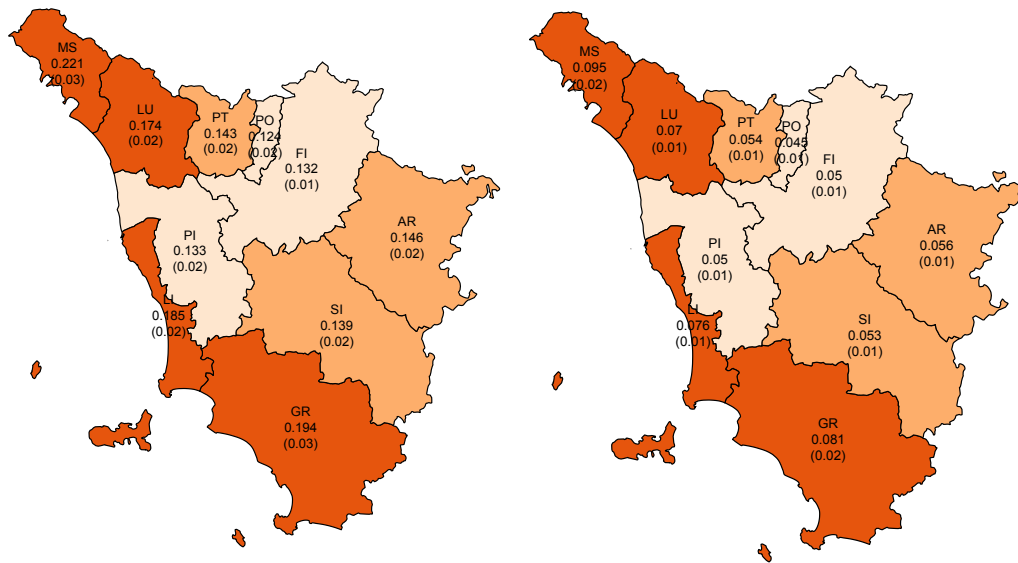 MS
0.221
(0.03)
LU
0.174
(0.02)
PT
0.143
(0.02)
PO
0.124
(0.02)
FI
0.132
(0.01)
AR
0.146
(0.02)
PI
0.133
(0.02)
LI
0.185
(0.02)
SI
0.139
(0.02)
GR
0.194
(0.03)
MS
0.095
(0.02)
LU
0.07
(0.01)
PT
0.054
(0.01)
PO
0.045
(0.01)
FI
0.05
(0.01)
AR
0.056
(0.01)
PI
0.05
(0.01)
LI
0.076
(0.01)
SI
0.053
(0.01)
GR
0.081
(0.02)